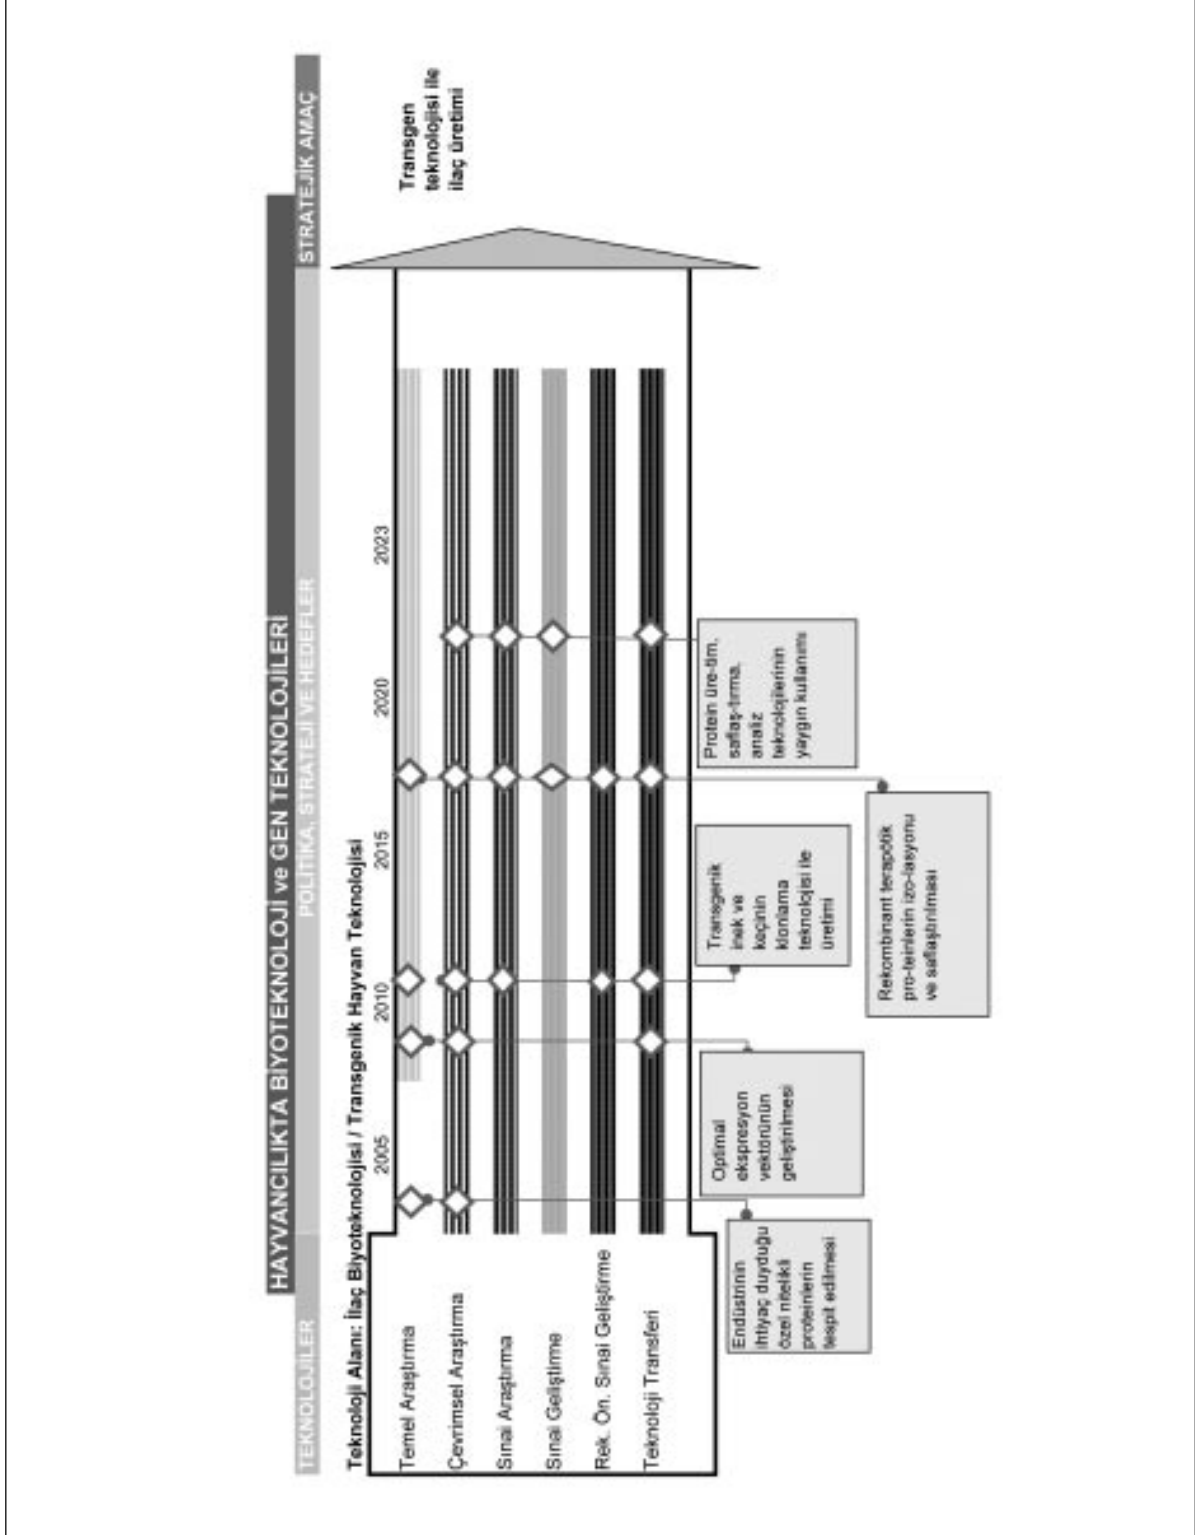 HAYVANCILIKTA BİYOTEKNOLOJİ ve GEN TEKNOLOJİLERİ
TEKNOLOJİLER
POLİTİKA, STRATEJİ VE HEDEFLER
STRATEJİK AMAÇ
Teknoloji Alanı: İlaç Biyoteknolojisi / Transgenik Hayvan Teknolojisi
2005
2010
2015
2020
2023
Temel Araştırma
Çevrimsel Araştırma
Sınai Araştırma
Sınai Geliştirme
Rek. Ön. Sınai Geliştirme
Teknoloji Transferi
Transgen
teknolojisi ile
ilaç üretimi
Endüstrinin
ihtiyaç duyduğu
özel nitelikli
proteinlerin
tespit edilmesi
Optimal
ekspresyon
vektörünün
geliştirilmesi
Transgenik
inek ve
keçinin
klonlama
teknolojisi ile
üretimi
Rekombinant terapötik
pro-teinlerin izo-lasyonu
ve saflaştırılması
Protein üre-tim,
saflaş-tırma,
analiz
teknolojilerinin
yaygın kullanımı